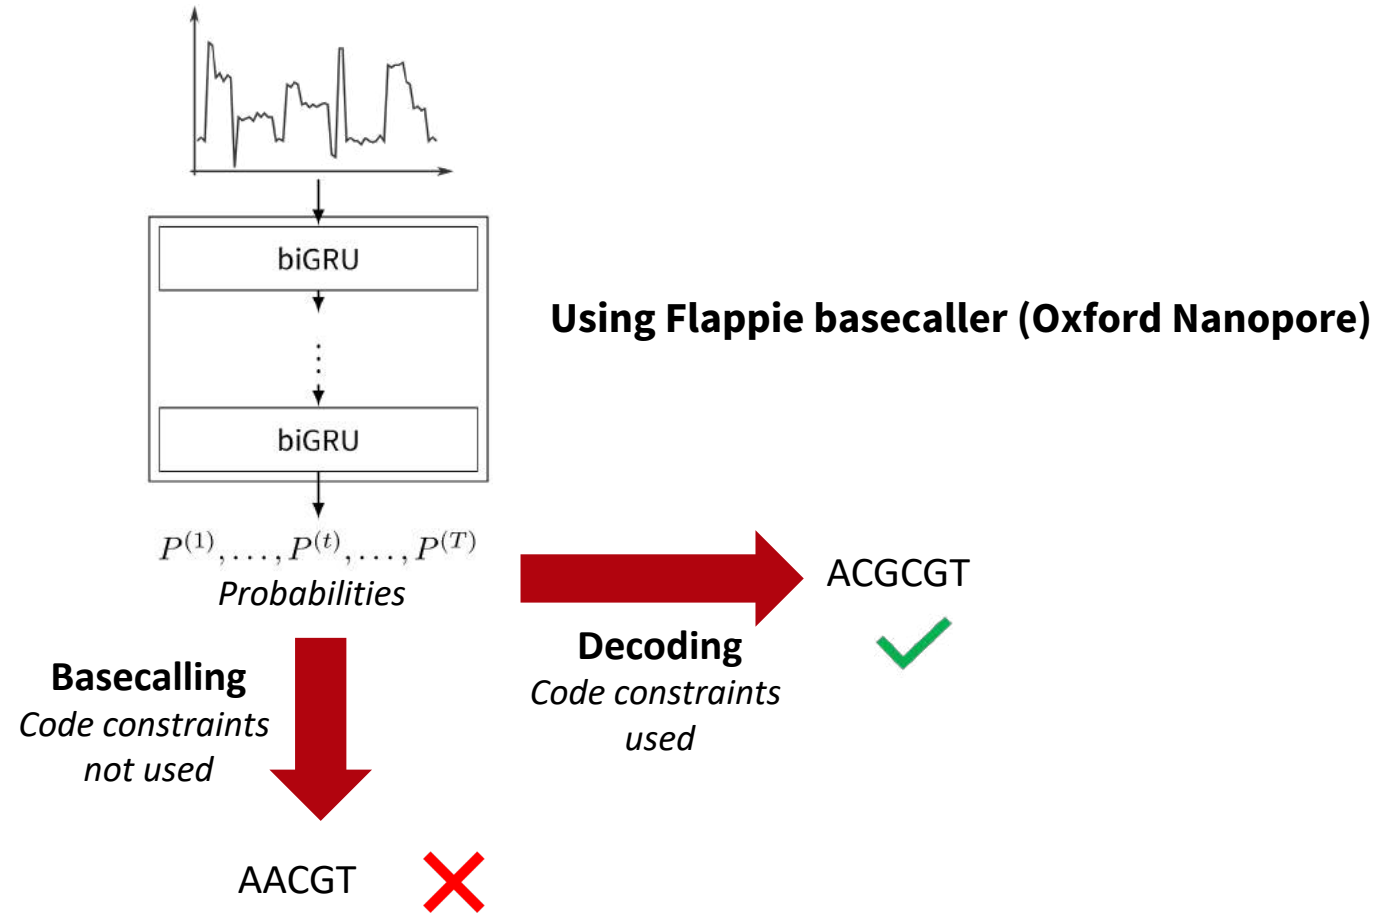 biGRU
Using Flappie basecaller (Oxford Nanopore)
biGRU
P^{(1)}, . . . , P^{(t)}, . . . , P^{(T)}
Probabilities
ACGCGT
Decoding
Code constraints
used
Basecalling
Code constraints
not used
AACGT